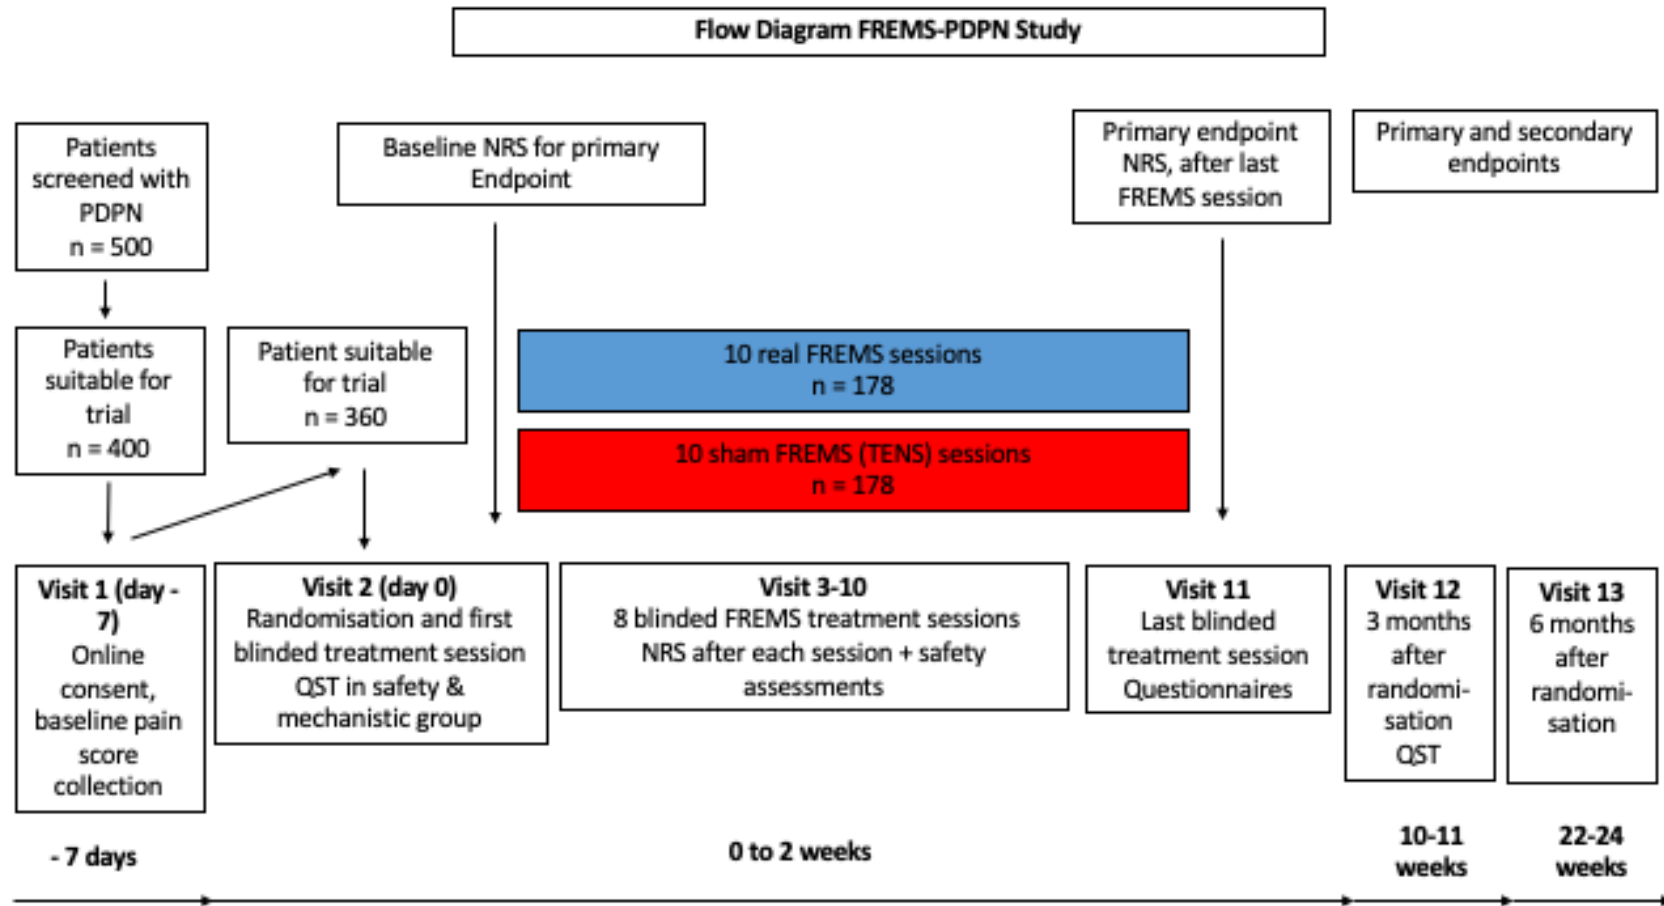 Flow Diagram FREMS-PDPN Study
Patients
screened with
PDPN
n = 500
Baseline NRS for primary
Endpoint
Primary endpoint
NRS, after last
FREMS session
Primary and secondary
endpoints
Patients
suitable for
trial
n = 400
Patient suitable
for trial
n = 360
10 real FREMS sessions
n = 178
10 sham FREMS (TENS) sessions
n = 178
Visit 1 (day -
7)
Online
consent,
baseline pain
score
collection
Visit 2 (day 0)
Randomisation and first
blinded treatment session
QST in safety &
mechanistic group
Visit 3-10
8 blinded FREMS treatment sessions
NRS after each session + safety
assessments
Visit 11
Last blinded
treatment session
Questionnaires
Visit 12
3 months
after
randomi-
sation
QST
Visit 13
6 months
after
randomi-
sation
- 7 days
0 to 2 weeks
10-11
weeks
22-24
weeks